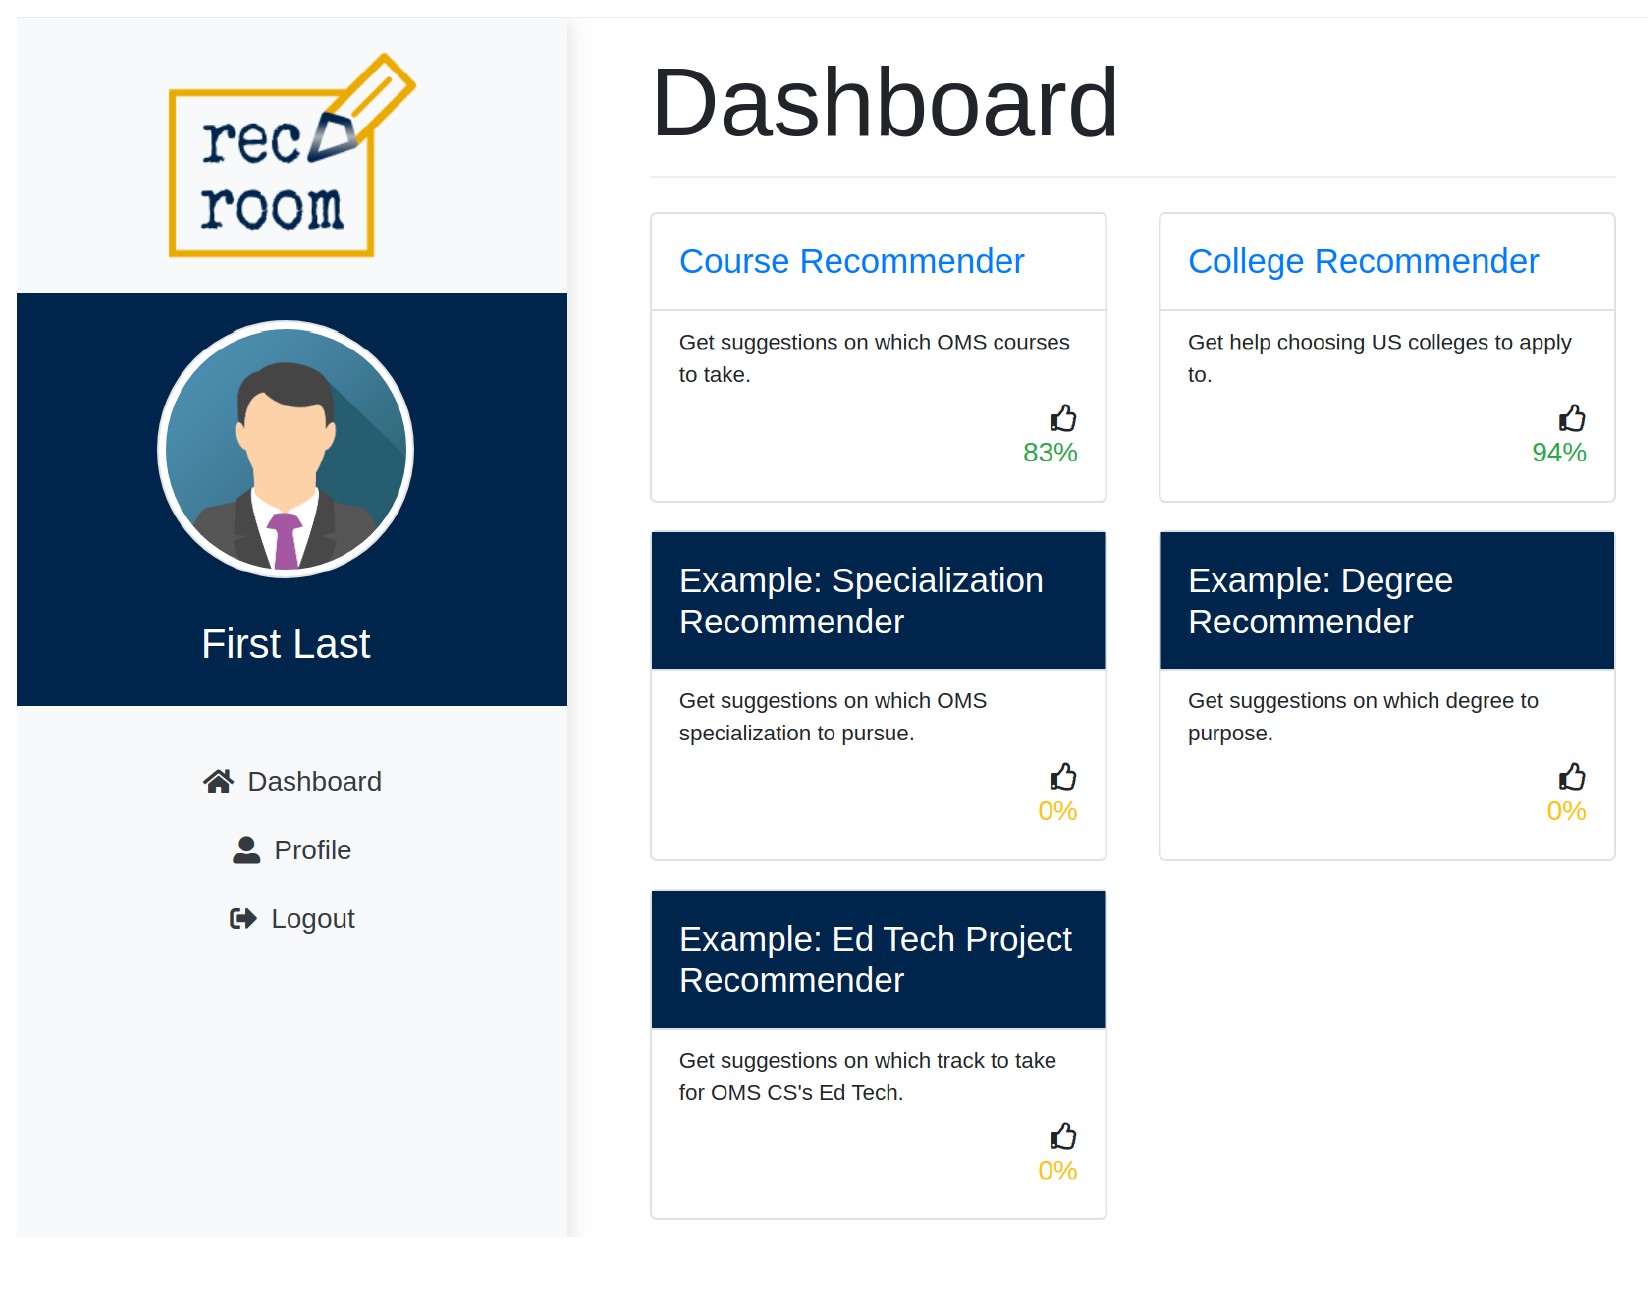 rec
room
First Last
Dashboard
Profile
Logout
Dashboard
Course Recommender
Get suggestions on which OMS courses
to take.
83%
College Recommender
Get help choosing US colleges to apply
to.
94%
Example: Specialization
Recommender
Get suggestions on which OMS
specialization to pursue.
0%
Example: Degree
Recommender
Get suggestions on which degree to
purpose.
0%
Example: Ed Tech Project
Recommender
Get suggestions on which track to take
for OMS CS's Ed Tech.
0%